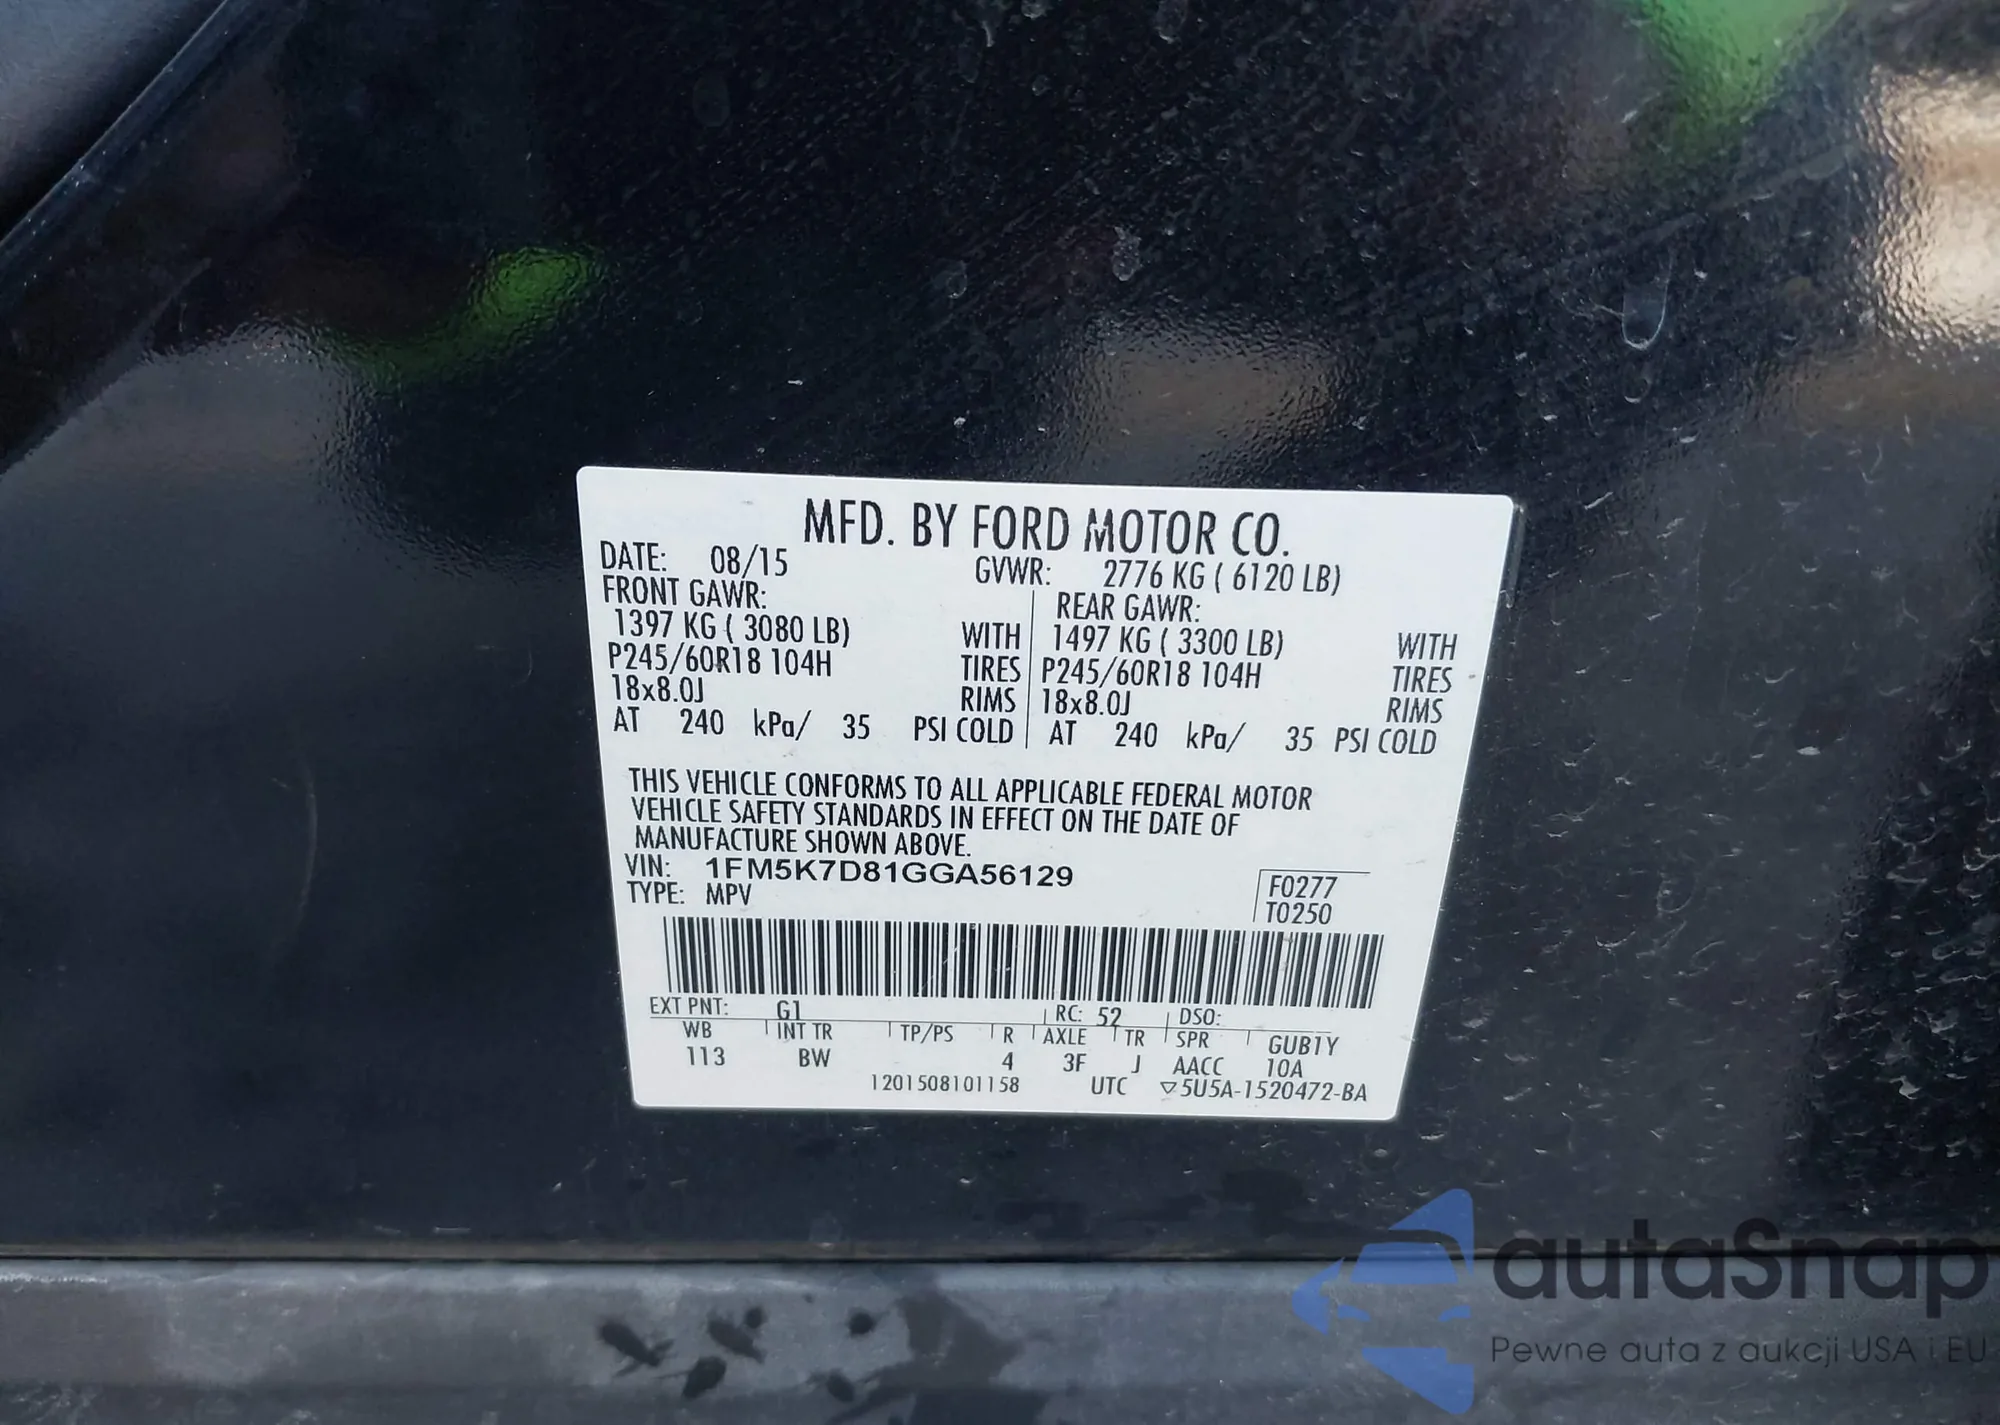 MFD. BY FORD MOTOR CO.
DATE: 08/15 GVWR: 2776 KG ( 6120 LB)
FRONT GAWR: REAR GAWR:
1397 KG ( 3080 LB) WITH 1497 KG ( 3300 LB) WITH
P245/60R18 104H TIRES P245/60R18 104H TIRES
18x8.0J RIMS 18x8.0J RIMS
AT 240 kPa/ 35 PSI COLD AT 240 kPa/ 35 PSI COLD
THIS VEHICLE CONFORMS TO ALL APPLICABLE FEDERAL MOTOR
VEHICLE SAFETY STANDARDS IN EFFECT ON THE DATE OF
MANUFACTURE SHOWN ABOVE.
VIN: 1FM5K7D81GGA56129
TYPE: MPV
F0277
T0250
EXT PNT: G1 RC: 52 DSO:
WB INT TR TP/PS R AXLE TR SPR GUB1Y
113 BW 4 3F J AACC 10A
1201508101158 UTC ▽5U5A-1520472-BA
autaSnap
Pewne auta z aukcji USA i EU